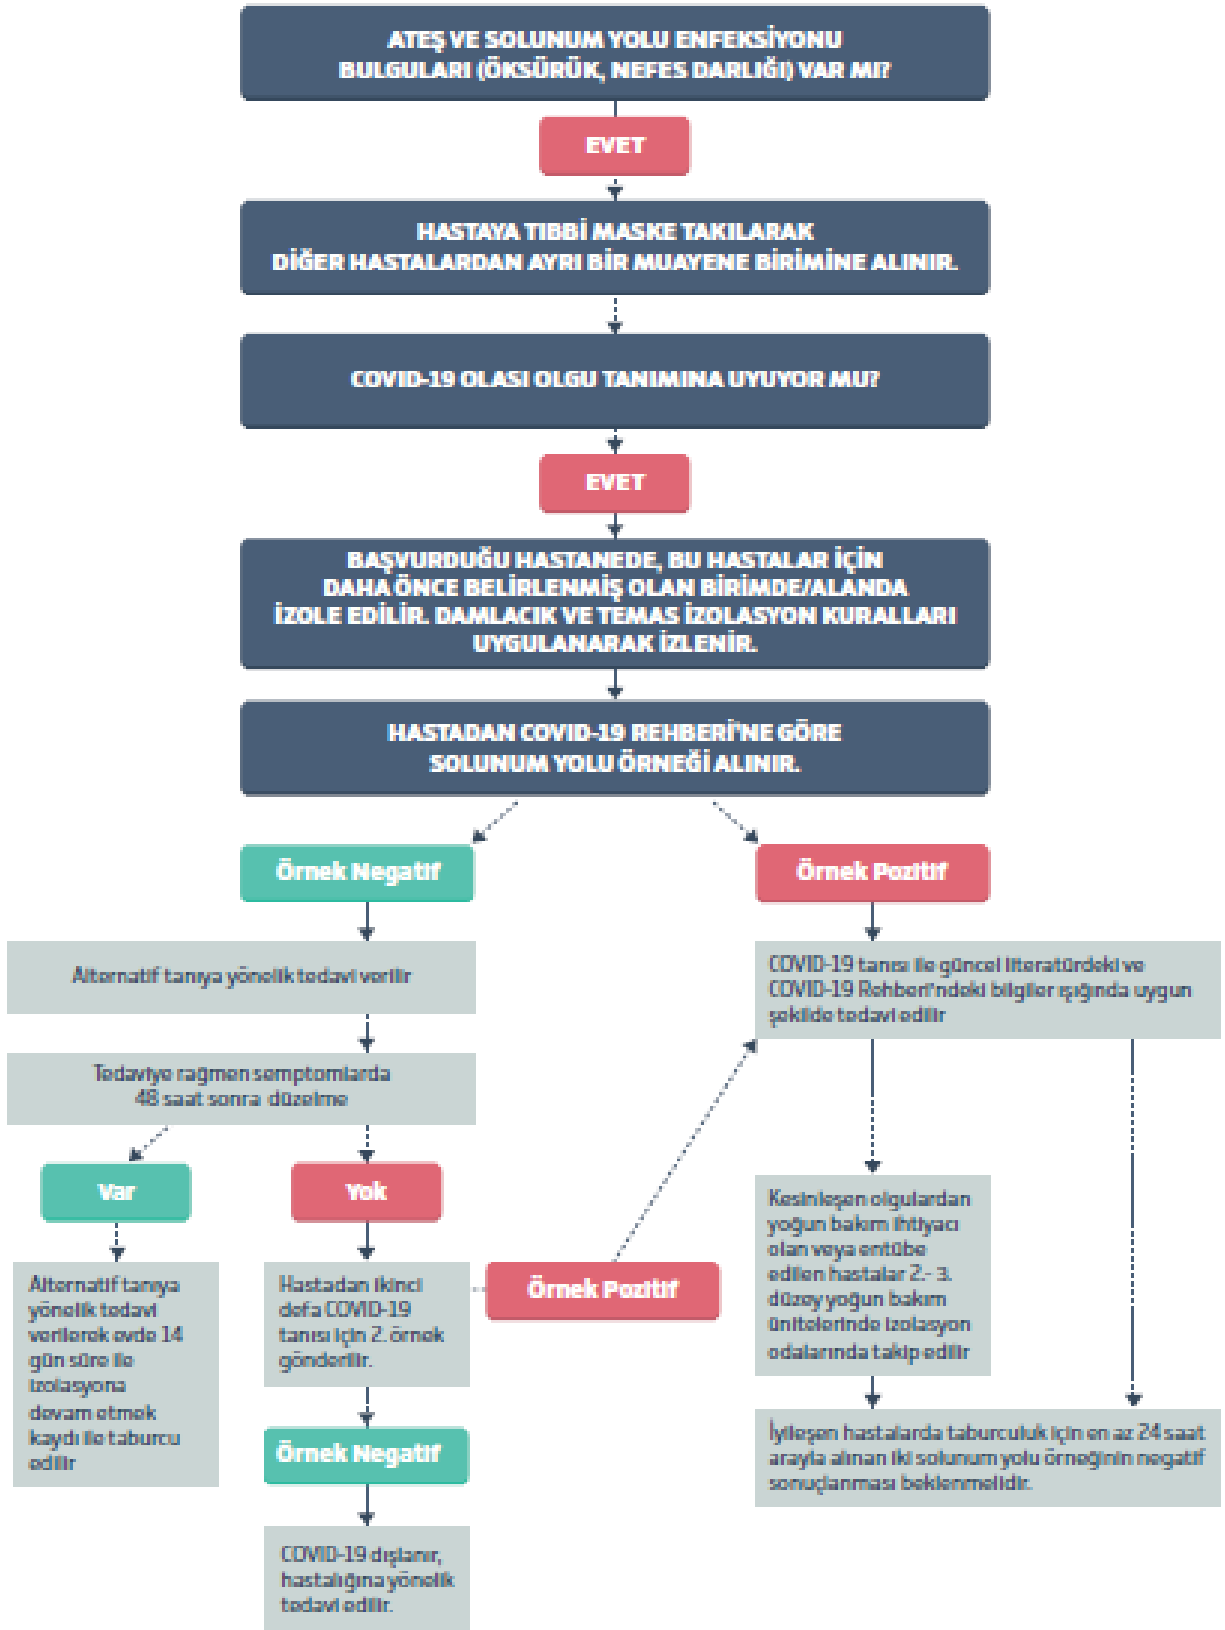 ATEŞ VE SOLUNUM YOLU ENFEKSİYONU
BULGULARI (ÖKSÜRÜK, NEFES DARLIĞI) VAR MI?
EVET
HASTAYA TIBBİ MASKE TAKILARAK
DİĞER HASTALARDAN AYRI BİR MUAYENE BİRİMİNE ALINIR.
COVID-19 OLASI OLGU TANIMINA UYUYOR MU?
EVET
BAŞVURDUĞU HASTANEDE, BU HASTALAR İÇİN
DAHA ÖNCE BELİRLENMİŞ OLAN BİRİMDE/ALANDA
İZOLE EDİLİR. DAMLACIK VE TEMAS İZOLASYON KURALLARI
UYGULANARAK İZLENİR.
HASTADAN COVID-19 REHBERİ'NE GÖRE
SOLUNUM YOLU ÖRNEĞİ ALINIR.
Örnek Negatif
Alternatif tanıya yönelik tedavi verilir
Tedaviye rağmen semptomlarda
48 saat sonra düzelme
Var
Alternatif tanıya
yönelik tedavi
verilerek evde 14
gün süre ile
izolasyona
devam etmek
kaydı ile taburcu
edilir
Yok
Hastadan ikinci
defa COVID-19
tanısı için 2. örnek
gönderilir.
Örnek Negatif
COVID-19 dışlanır,
hastalığına yönelik
tedavi edilir.
Örnek Pozitif
Örnek Pozitif
COVID-19 tanısı ile güncel literatürdeki ve
COVID-19 Rehberi'ndeki bilgiler ışığında uygun
şekilde tedavi edilir
Kesinleşen olgulardan
yoğun bakım ihtiyacı
olan veya entübe
edilen hastalar 2.- 3.
düzey yoğun bakım
ünitelerinde izolasyon
odalarında takip edilir
İyileşen hastalarda taburculuk için en az 24 saat
arayla alınan iki solunum yolu örneğinin negatif
sonuçlanması beklenmelidir.